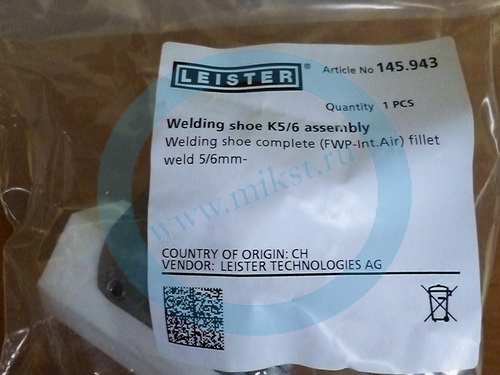 LEISTER® Article No 145.943
Quantity 1 PCS
Welding shoe K5/6 assembly
Welding shoe complete (FWP-Int.Air) fillet
weld 5/6mm-
www.mikst.ru
COUNTRY OF ORIGIN: CH
VENDOR: LEISTER TECHNOLOGIES AG